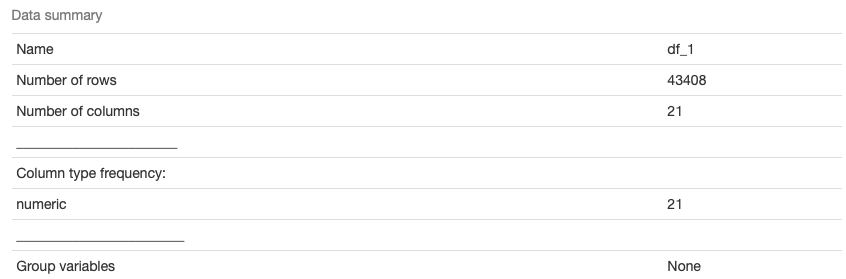 Data summary
Name df_1
Number of rows 43408
Number of columns 21
_______________________
Column type frequency:
numeric 21
________________________
Group variables None